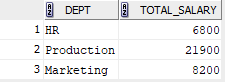 DEPT TOTAL_SALARY
1 HR 6800
2 Production 21900
3 Marketing 8200